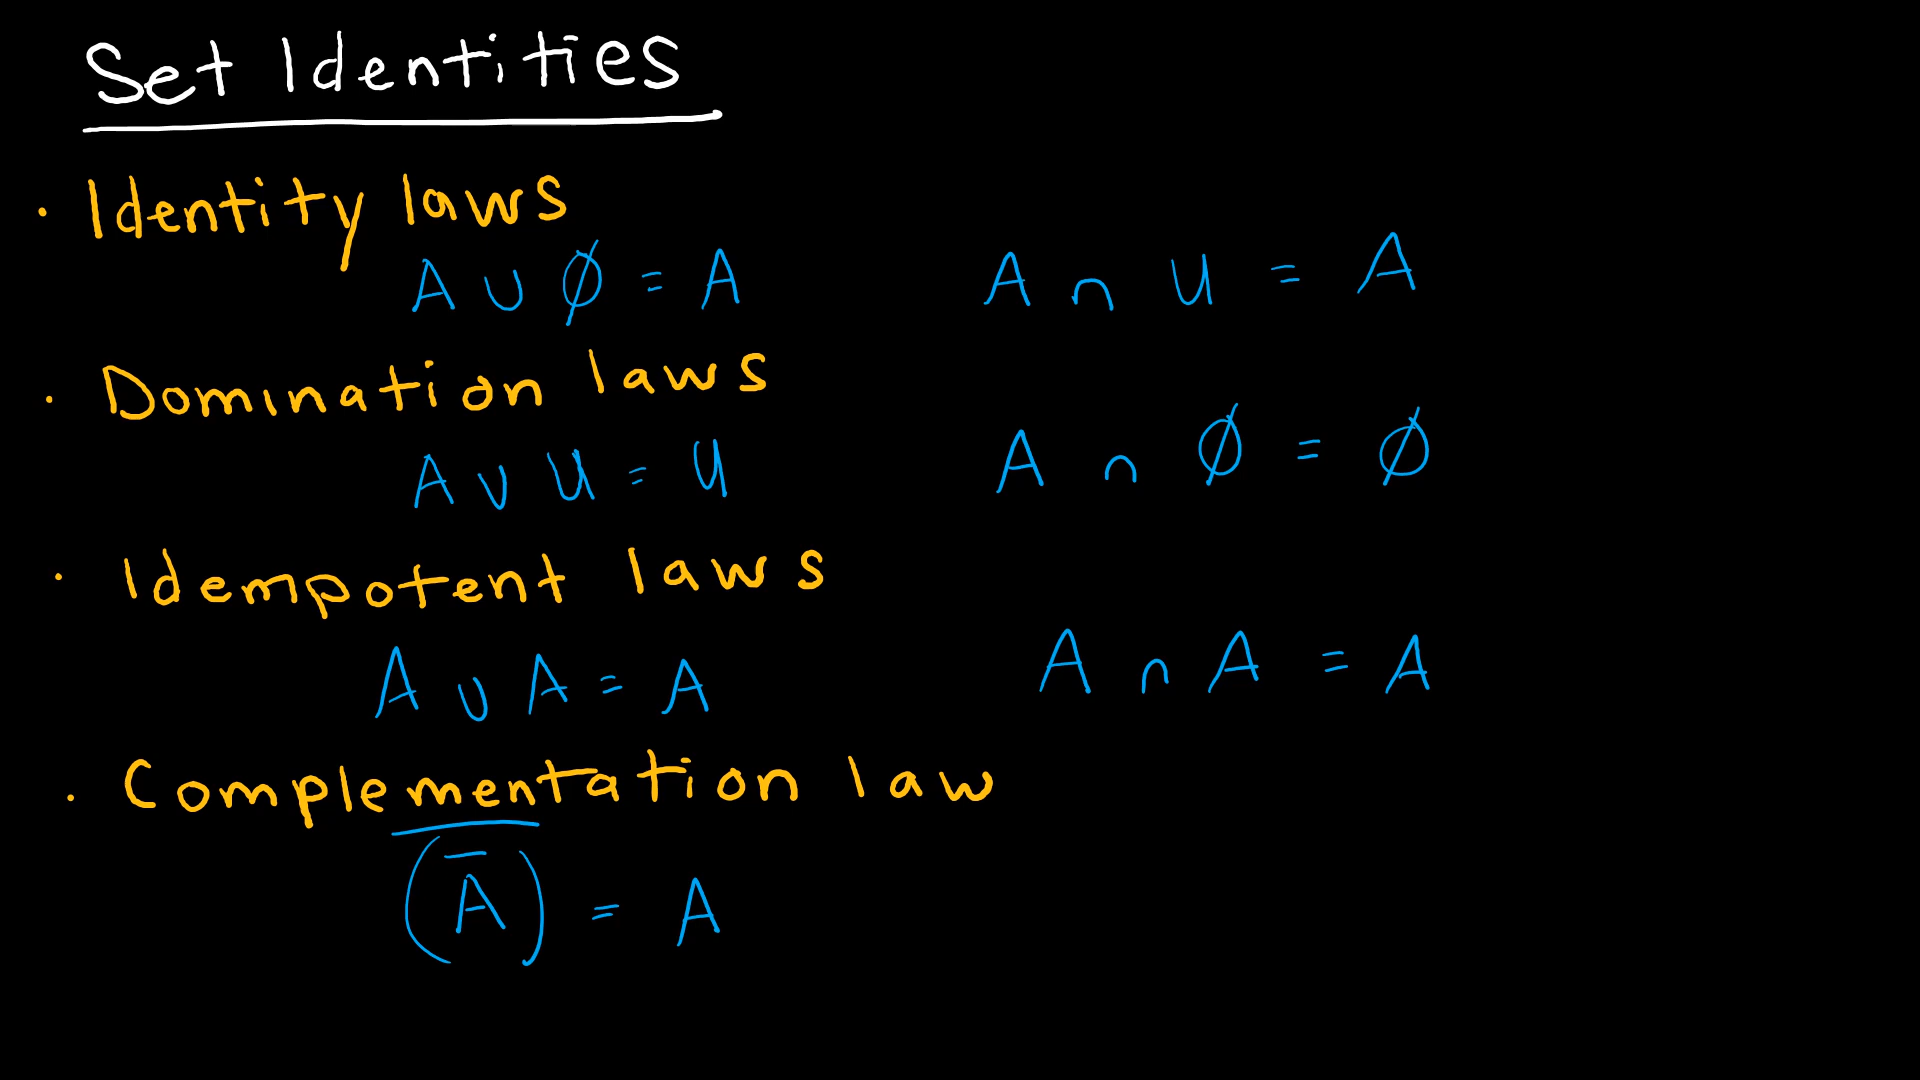 Set Identities
· Identity laws
A ∪ ∅ = A    A ∩ U = A
· Domination laws
A ∪ U = U    A ∩ ∅ = ∅
· Idempotent laws
A ∪ A = A    A ∩ A = A
· Complementation law
(A̅)̅ = A